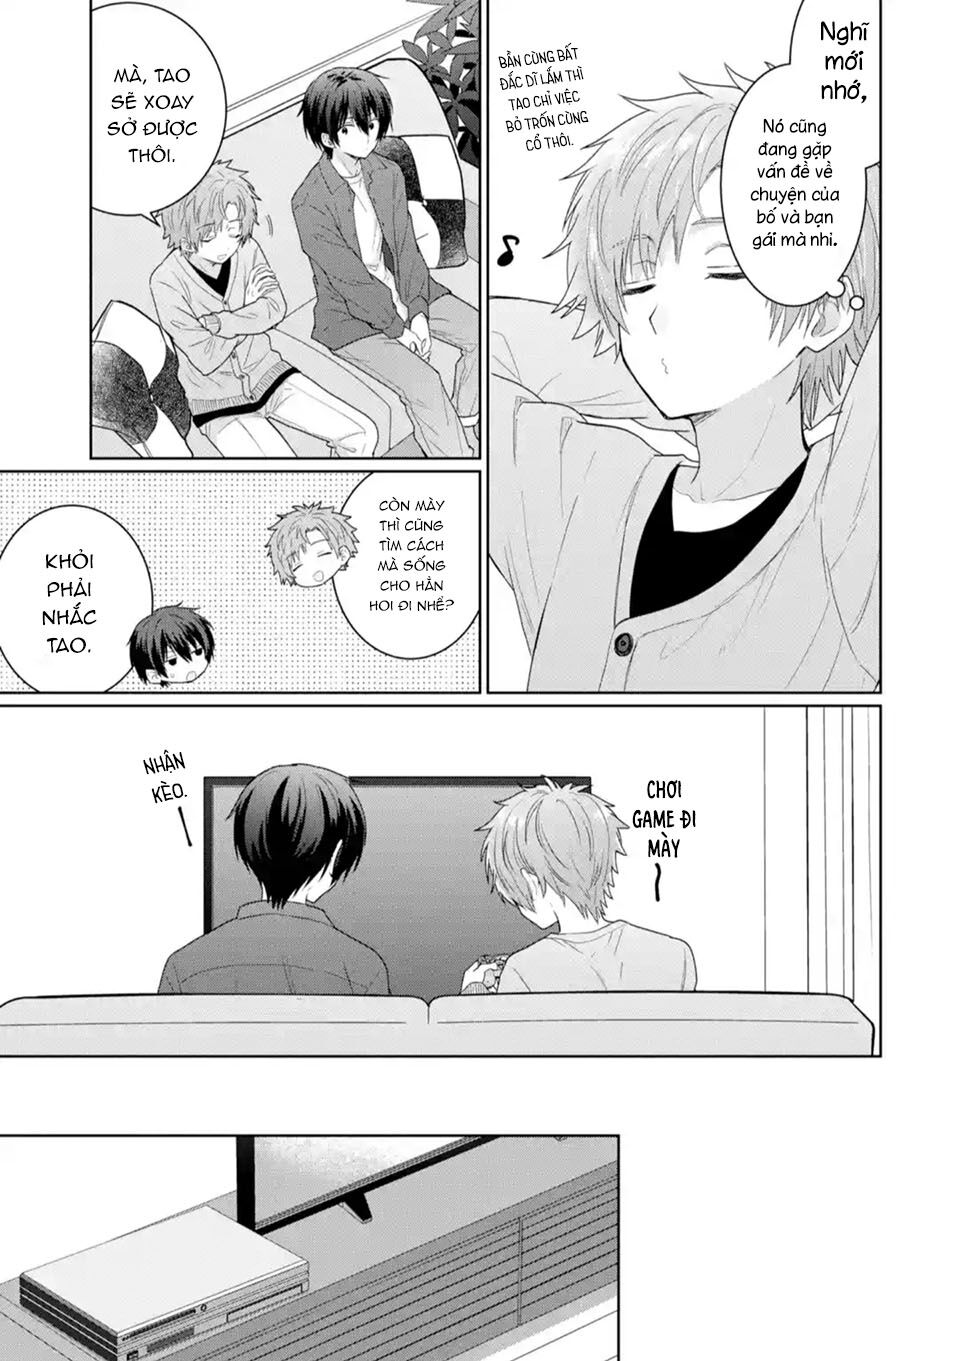 Nghĩ
mới
nhớ,
Nó cũng
đang gặp
vấn đề về
chuyện của
bố và bạn
gái mà nhỉ.
BẦN CÙNG BẤT
ĐẮC DĨ LẮM THÌ
TAO CHỈ VIỆC
BỎ TRỐN CÙNG
CỔ THÔI.
MÀ, TAO
SẼ XOAY
SỞ ĐƯỢC
THÔI.
CÒN MÀY
THÌ CŨNG
TÌM CÁCH
MÀ SỐNG
CHO HẲN
HOI ĐI NHỂ?
KHỎI
PHẢI
NHẮC
TAO.
CHƠI
GAME ĐI
MÀY
NHẬN
KÈO.